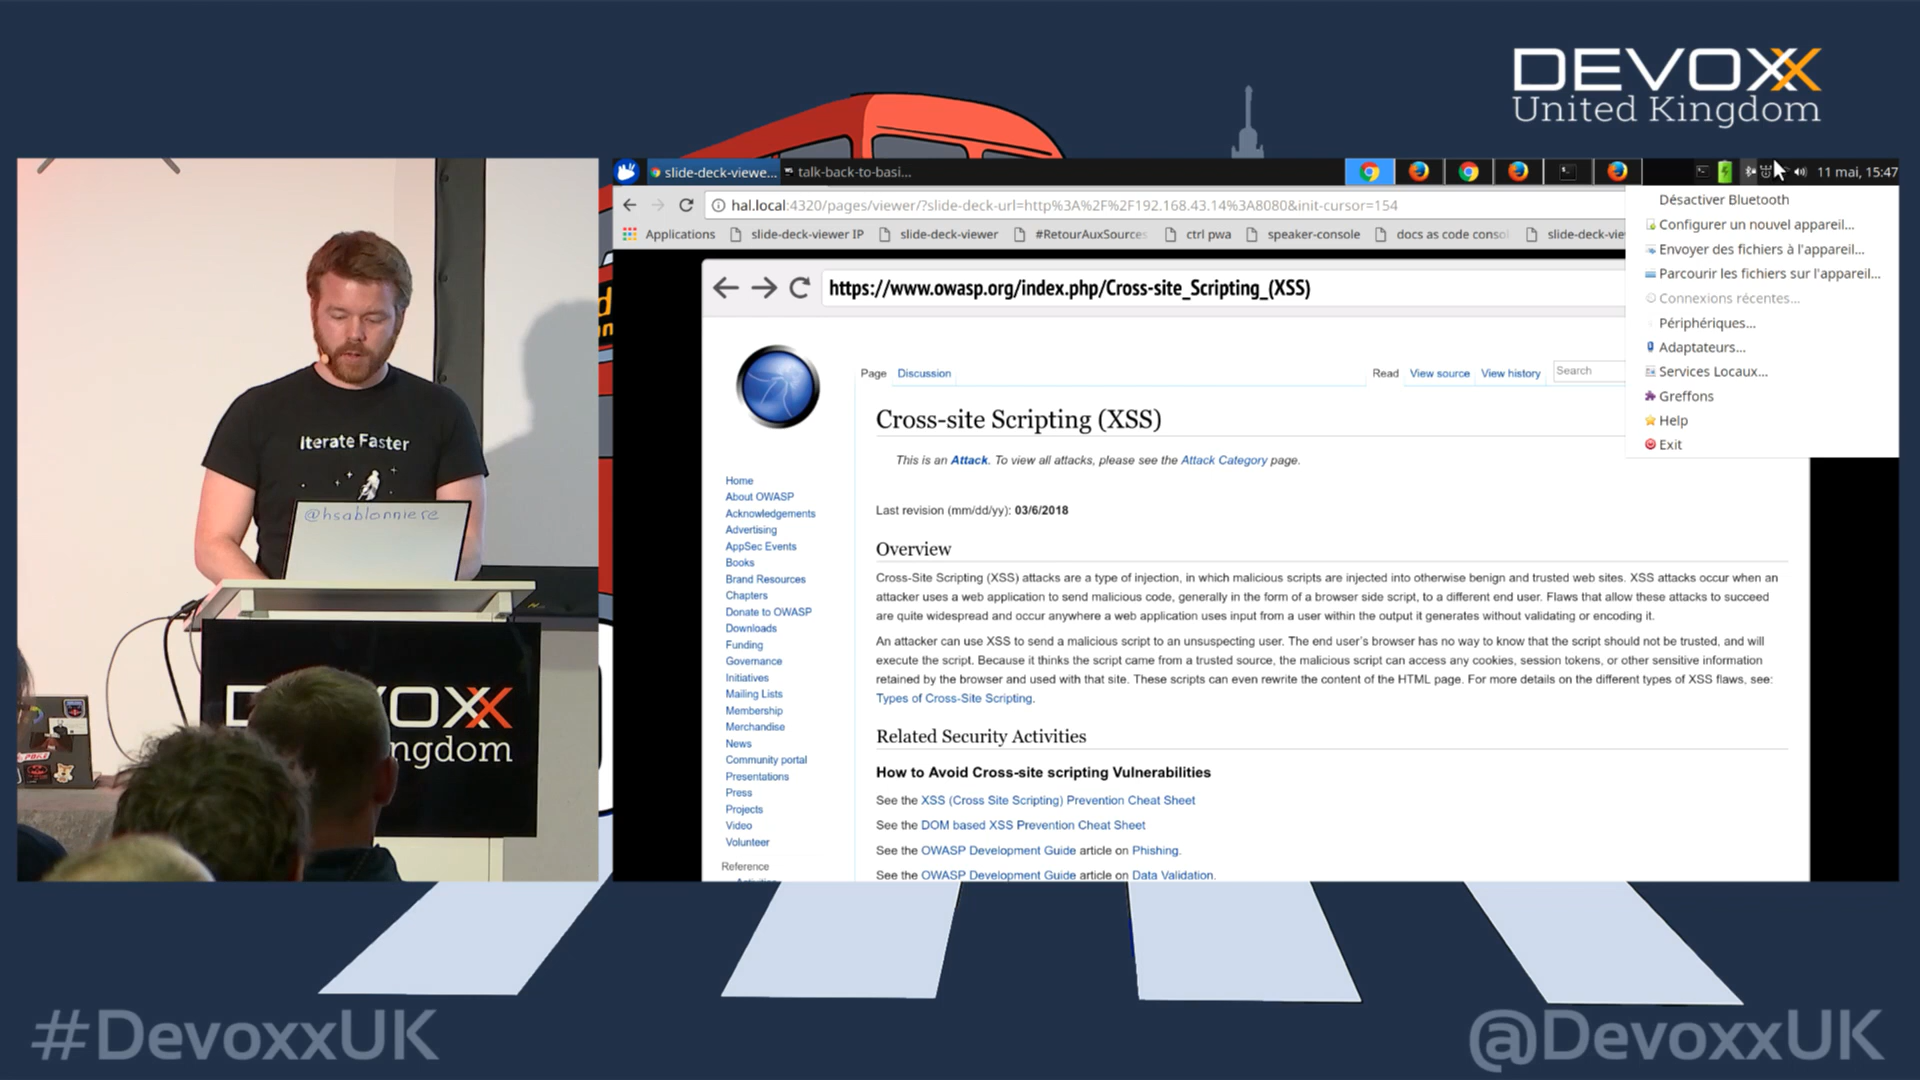 DEVOXX
United Kingdom
slide-deck-viewe...
talk-back-to-basi...
11 mai, 15:47
hal.local:4320/pages/viewer/?slide-deck-url=http%3A%2F%2F192.168.43.14%3A8080&init-cursor=154
Applications
slide-deck-viewer IP
slide-deck-viewer
#RetourAuxSources
ctrl pwa
speaker-console
docs as code conso
slide-deck-vie
Désactiver Bluetooth
Configurer un nouvel appareil...
Envoyer des fichiers à l'appareil...
Parcourir les fichiers sur l'appareil...
Connexions récentes...
Périphériques...
Adaptateurs...
Services Locaux...
Greffons
Help
Exit
https://www.owasp.org/index.php/Cross-site_Scripting_(XSS)
Page
Discussion
Read
View source
View history
Search
Cross-site Scripting (XSS)
This is an Attack. To view all attacks, please see the Attack Category page.
Last revision (mm/dd/yy): 03/6/2018
Overview
Cross-Site Scripting (XSS) attacks are a type of injection, in which malicious scripts are injected into otherwise benign and trusted web sites. XSS attacks occur when an
attacker uses a web application to send malicious code, generally in the form of a browser side script, to a different end user. Flaws that allow these attacks to succeed
are quite widespread and occur anywhere a web application uses input from a user within the output it generates without validating or encoding it.
An attacker can use XSS to send a malicious script to an unsuspecting user. The end user's browser has no way to know that the script should not be trusted, and will
execute the script. Because it thinks the script came from a trusted source, the malicious script can access any cookies, session tokens, or other sensitive information
retained by the browser and used with that site. These scripts can even rewrite the content of the HTML page. For more details on the different types of XSS flaws, see:
Types of Cross-Site Scripting.
Related Security Activities
How to Avoid Cross-site scripting Vulnerabilities
See the XSS (Cross Site Scripting) Prevention Cheat Sheet
See the DOM based XSS Prevention Cheat Sheet
See the OWASP Development Guide article on Phishing.
See the OWASP Development Guide article on Data Validation.
Home
About OWASP
Acknowledgements
Advertising
AppSec Events
Books
Brand Resources
Chapters
Donate to OWASP
Downloads
Funding
Governance
Initiatives
Mailing Lists
Membership
Merchandise
News
Community portal
Presentations
Press
Projects
Video
Volunteer
Reference
Iterate Faster
@hsablonniere
D OXX
ngdom
#DevoxxUK
@DevoxxUK